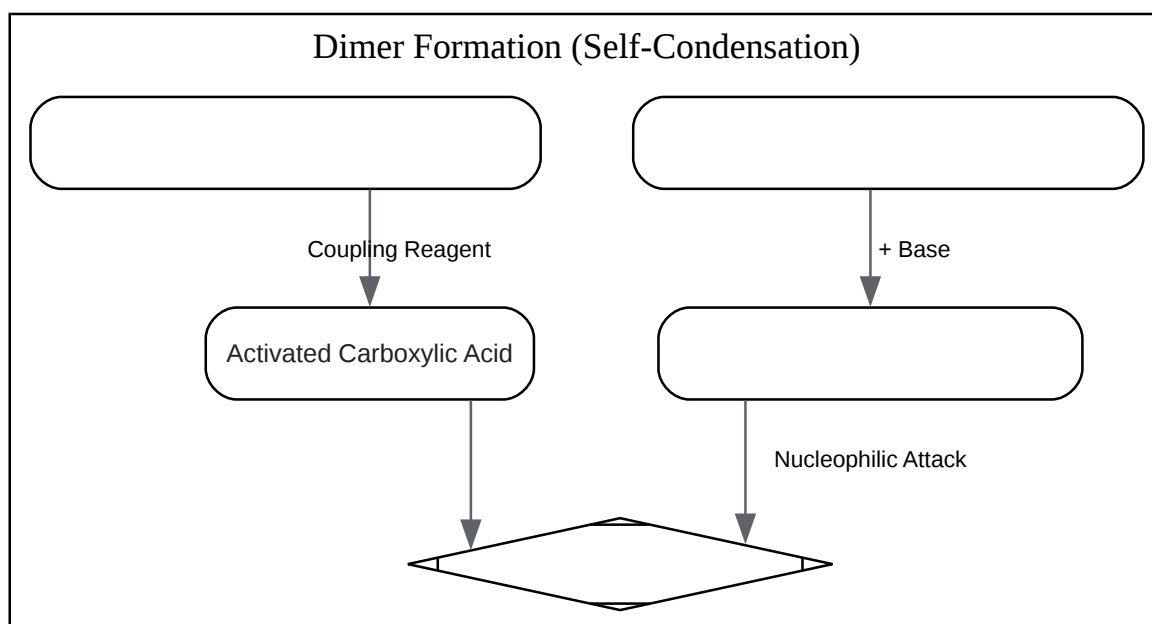 Dimer Formation (Self-Condensation)
Coupling Reagent
+ Base
Activated Carboxylic Acid
Nucleophilic Attack